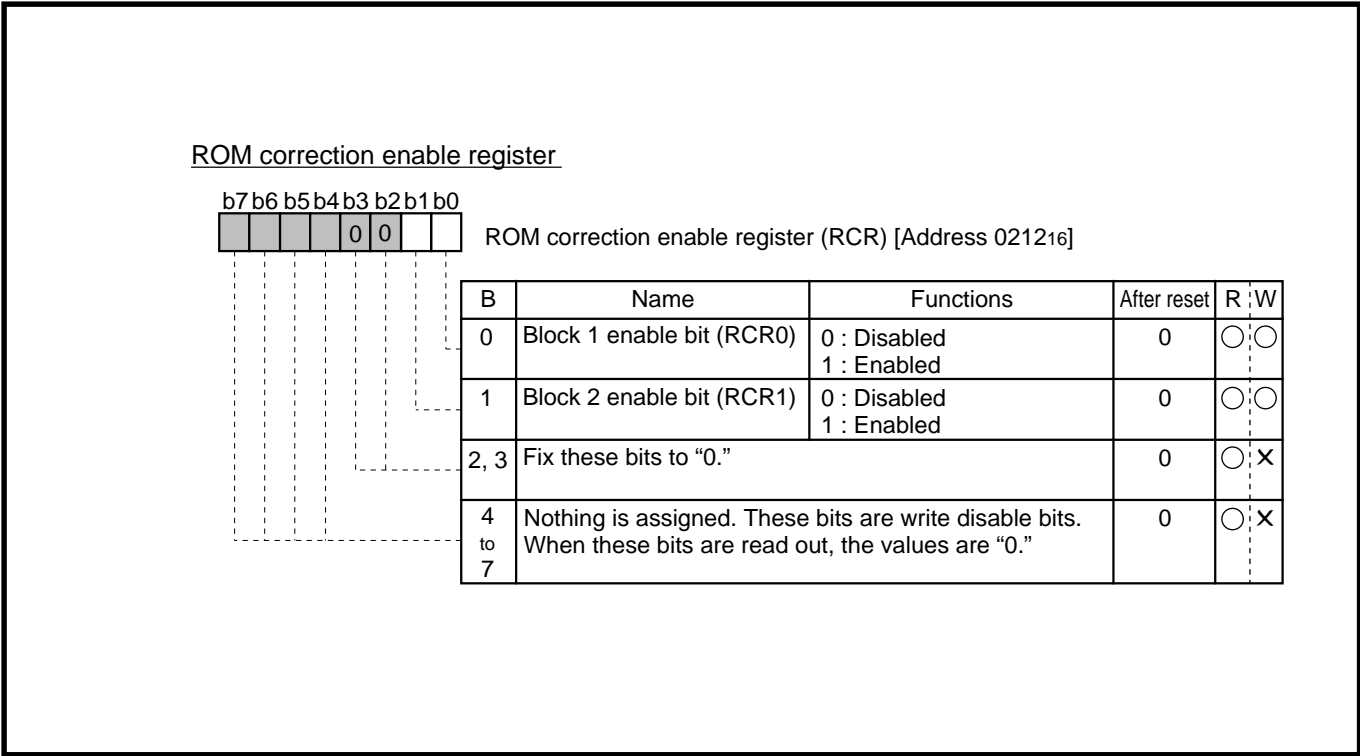 ROM correction enable register
b7 b6 b5 b4 b3 b2 b1 b0
0 0
ROM correction enable register (RCR) [Address 021216]
B Name Functions After reset R W
0 Block 1 enable bit (RCR0) 0 : Disabled 0 ○ ○
1 : Enabled
1 Block 2 enable bit (RCR1) 0 : Disabled 0 ○ ○
1 : Enabled
2, 3 Fix these bits to “0.” 0 ○ ×
4 Nothing is assigned. These bits are write disable bits. 0 ○ ×
to When these bits are read out, the values are “0.”
7